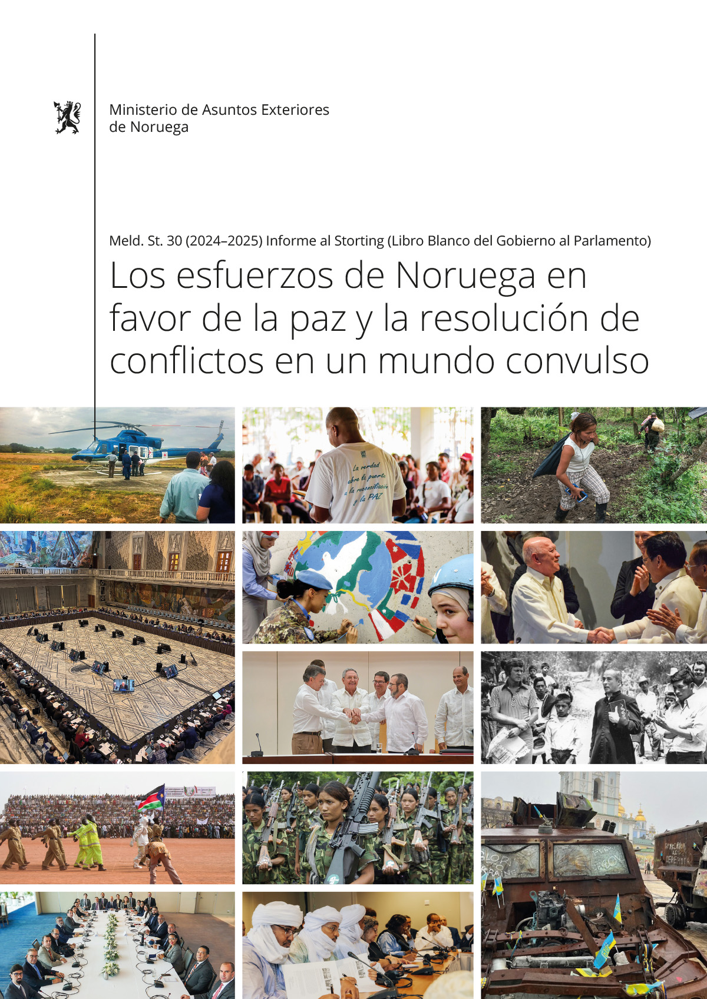 Ministerio de Asuntos Exteriores
de Noruega
Meld. St. 30 (2024–2025) Informe al Storting (Libro Blanco del Gobierno al Parlamento)
Los esfuerzos de Noruega en
favor de la paz y la resolución de
conflictos en un mundo convulso
La verdad
abre la puerta
a la reconciliación
y la PAZ